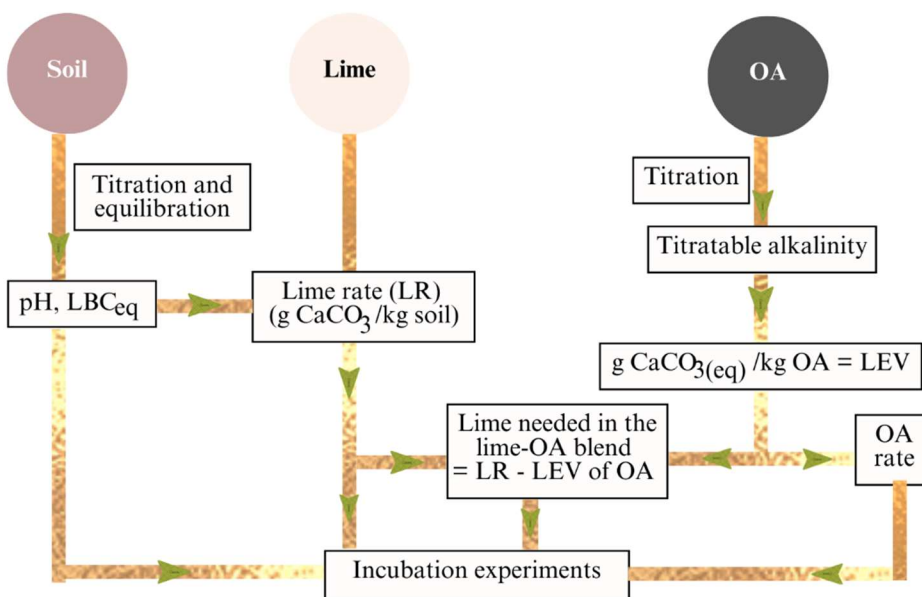 Soil
Lime
OA
Titration and
equilibration
Titration
Titratable alkalinity
pH, LBCeq
Lime rate (LR)
(g CaCO3 /kg soil)
g CaCO3(eq) /kg OA = LEV
Lime needed in the
lime-OA blend
= LR - LEV of OA
OA
rate
Incubation experiments